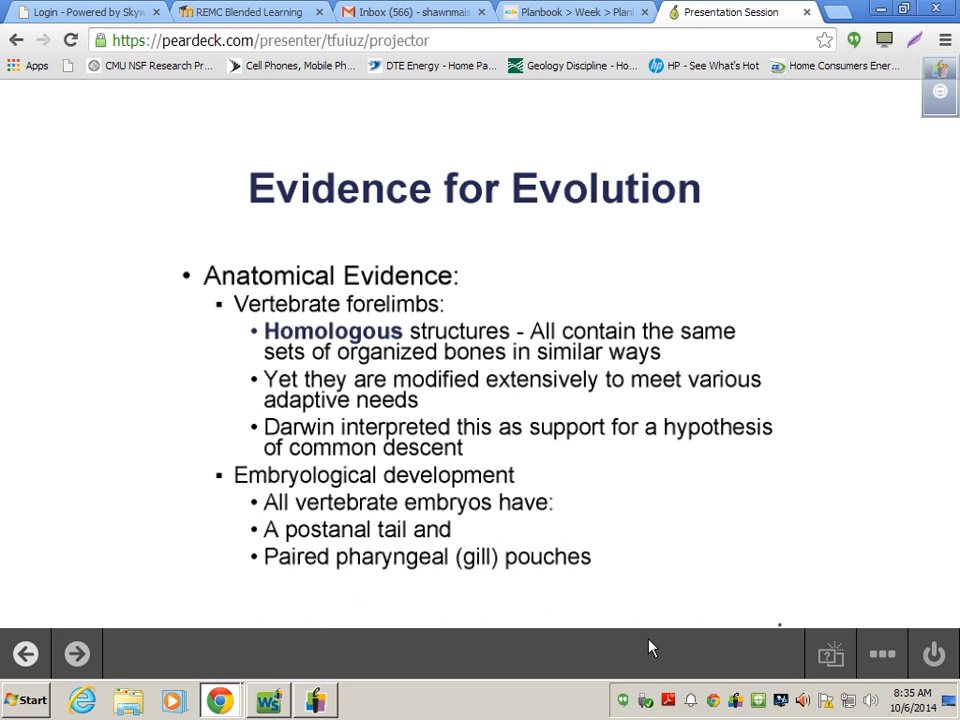 Login - Powered by Skyw
REMC Blended Learning
Inbox (566) - shawnmais
Planbook > Week > Plan
Presentation Session
https://peardeck.com/presenter/tfuiuz/projector
Apps
CMU NSF Research Pr...
Cell Phones, Mobile Ph...
DTE Energy - Home Pa...
Geology Discipline - Ho...
HP - See What's Hot
Home Consumers Ener...
Evidence for Evolution
• Anatomical Evidence:
▪ Vertebrate forelimbs:
• Homologous structures - All contain the same
sets of organized bones in similar ways
• Yet they are modified extensively to meet various
adaptive needs
• Darwin interpreted this as support for a hypothesis
of common descent
▪ Embryological development
• All vertebrate embryos have:
• A postanal tail and
• Paired pharyngeal (gill) pouches
*
Start
8:35 AM
10/6/2014